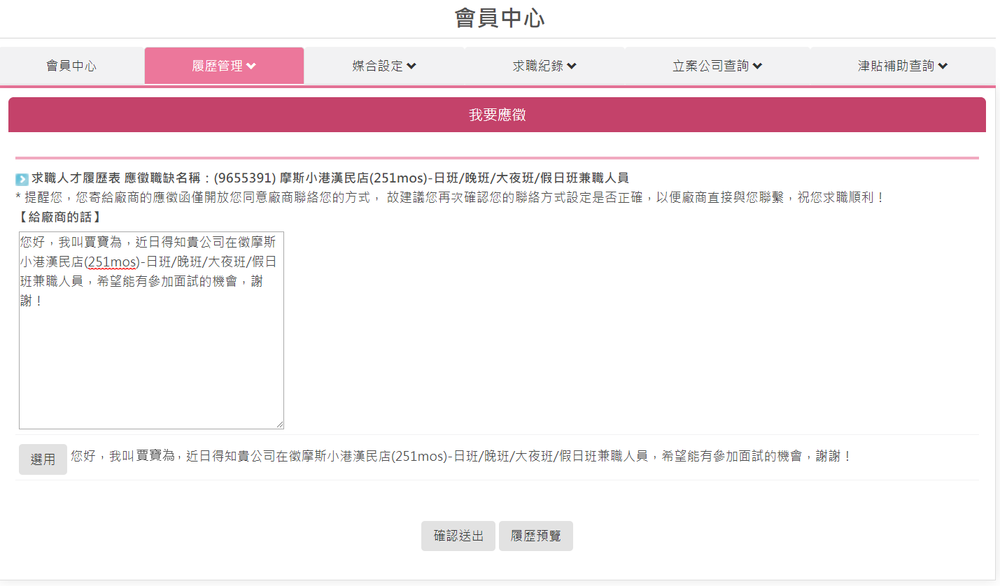 會員中心
會員中心
履歷管理
媒合設定
求職紀錄
立案公司查詢
津貼補助查詢
我要應徵
求職人才履歷表 應徵職缺名稱：(9655391) 摩斯小港漢民店(251mos)-日班/晚班/大夜班/假日班兼職人員
* 提醒您，您寄給廠商的應徵函僅開放您同意廠商聯絡您的方式， 故建議您再次確認您的聯絡方式設定是否正確，以便廠商直接與您聯繫，祝您求職順利！
【給廠商的話】
您好，我叫賈寶為，近日得知貴公司在徵摩斯
小港漢民店(251mos)-日班/晚班/大夜班/假日
班兼職人員，希望能有參加面試的機會，謝
謝！
選用 您好，我叫賈寶為，近日得知貴公司在徵摩斯小港漢民店(251mos)-日班/晚班/大夜班/假日班兼職人員，希望能有參加面試的機會，謝謝！
確認送出 履歷預覽